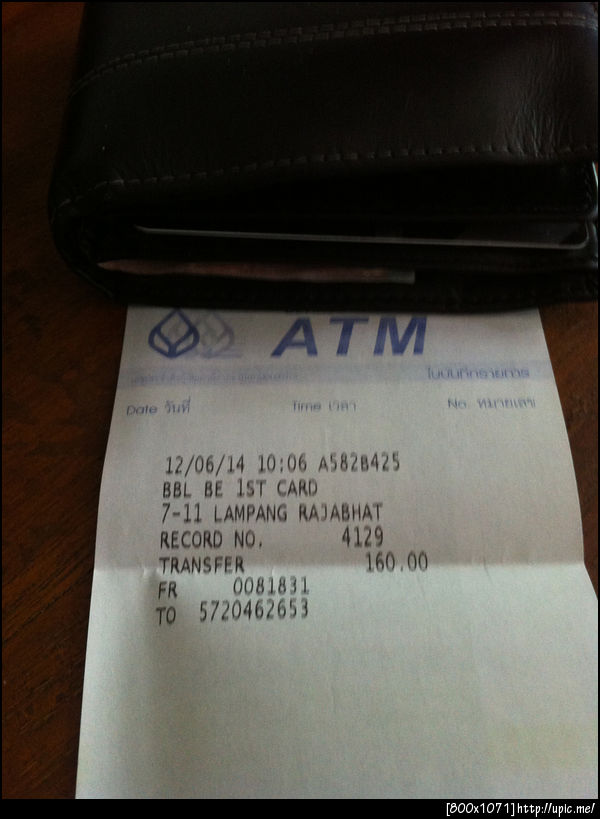 ATM
ใบบันทึกรายการ
Date วันที่ Time เวลา No. หมายเลข
12/06/14 10:06 A582B425
BBL BE 1ST CARD
7-11 LAMPANG RAJABHAT
RECORD NO. 4129
TRANSFER 160.00
FR 0081831
TO 5720462653
[800x1071]http://upic.me/